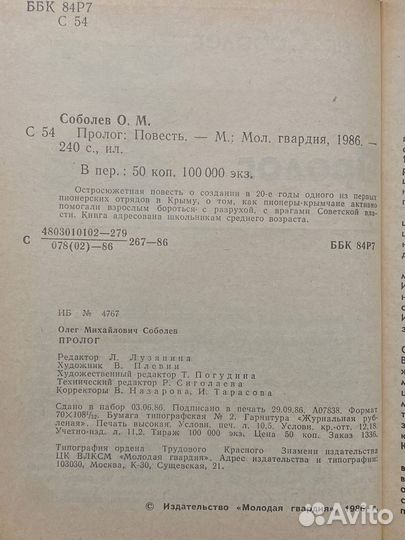 ББК 84Р7
С 54
Соболев О. М.
С 54 Пролог: Повесть. — М.: Мол. гвардия, 1986. —
240 с., ил.
В пер.: 50 коп. 100 000 экз.
Остросюжетная повесть о создании в 20-е годы одного из первых
пионерских отрядов в Крыму, о том, как пионеры-крымчане активно
помогали взрослым бороться с разрухой, с врагами Советской вла-
сти. Книга адресована школьникам среднего возраста.
С 4803010102—279
078(02)—86 267—86 ББК 84Р7
ИБ № 4767
Олег Михайлович Соболев
ПРОЛОГ
Редактор Л. Лузянина
Художник В. Плевин
Художественный редактор Т. Погудина
Технический редактор Р. Сиголаева
Корректоры В. Назарова, И. Тарасова
Сдано в набор 03.06.86. Подписано в печать 29.09.86. А07838. Формат
70×108¹/₃₂. Бумага типографская № 2. Гарнитура «Журнальная руб-
леная». Печать высокая. Условн. печ. л. 10,5. Условн. кр.-отт. 12,18.
Учетно-изд. л. 11,2. Тираж 100 000 экз. Цена 50 коп. Заказ 1336.
Типография ордена Трудового Красного Знамени издательства
ЦК ВЛКСМ «Молодая гвардия». Адрес издательства и типографии:
103030, Москва, К-30, Сущевская, 21.
© Издательство «Молодая гвардия», 1986 г.
Avito